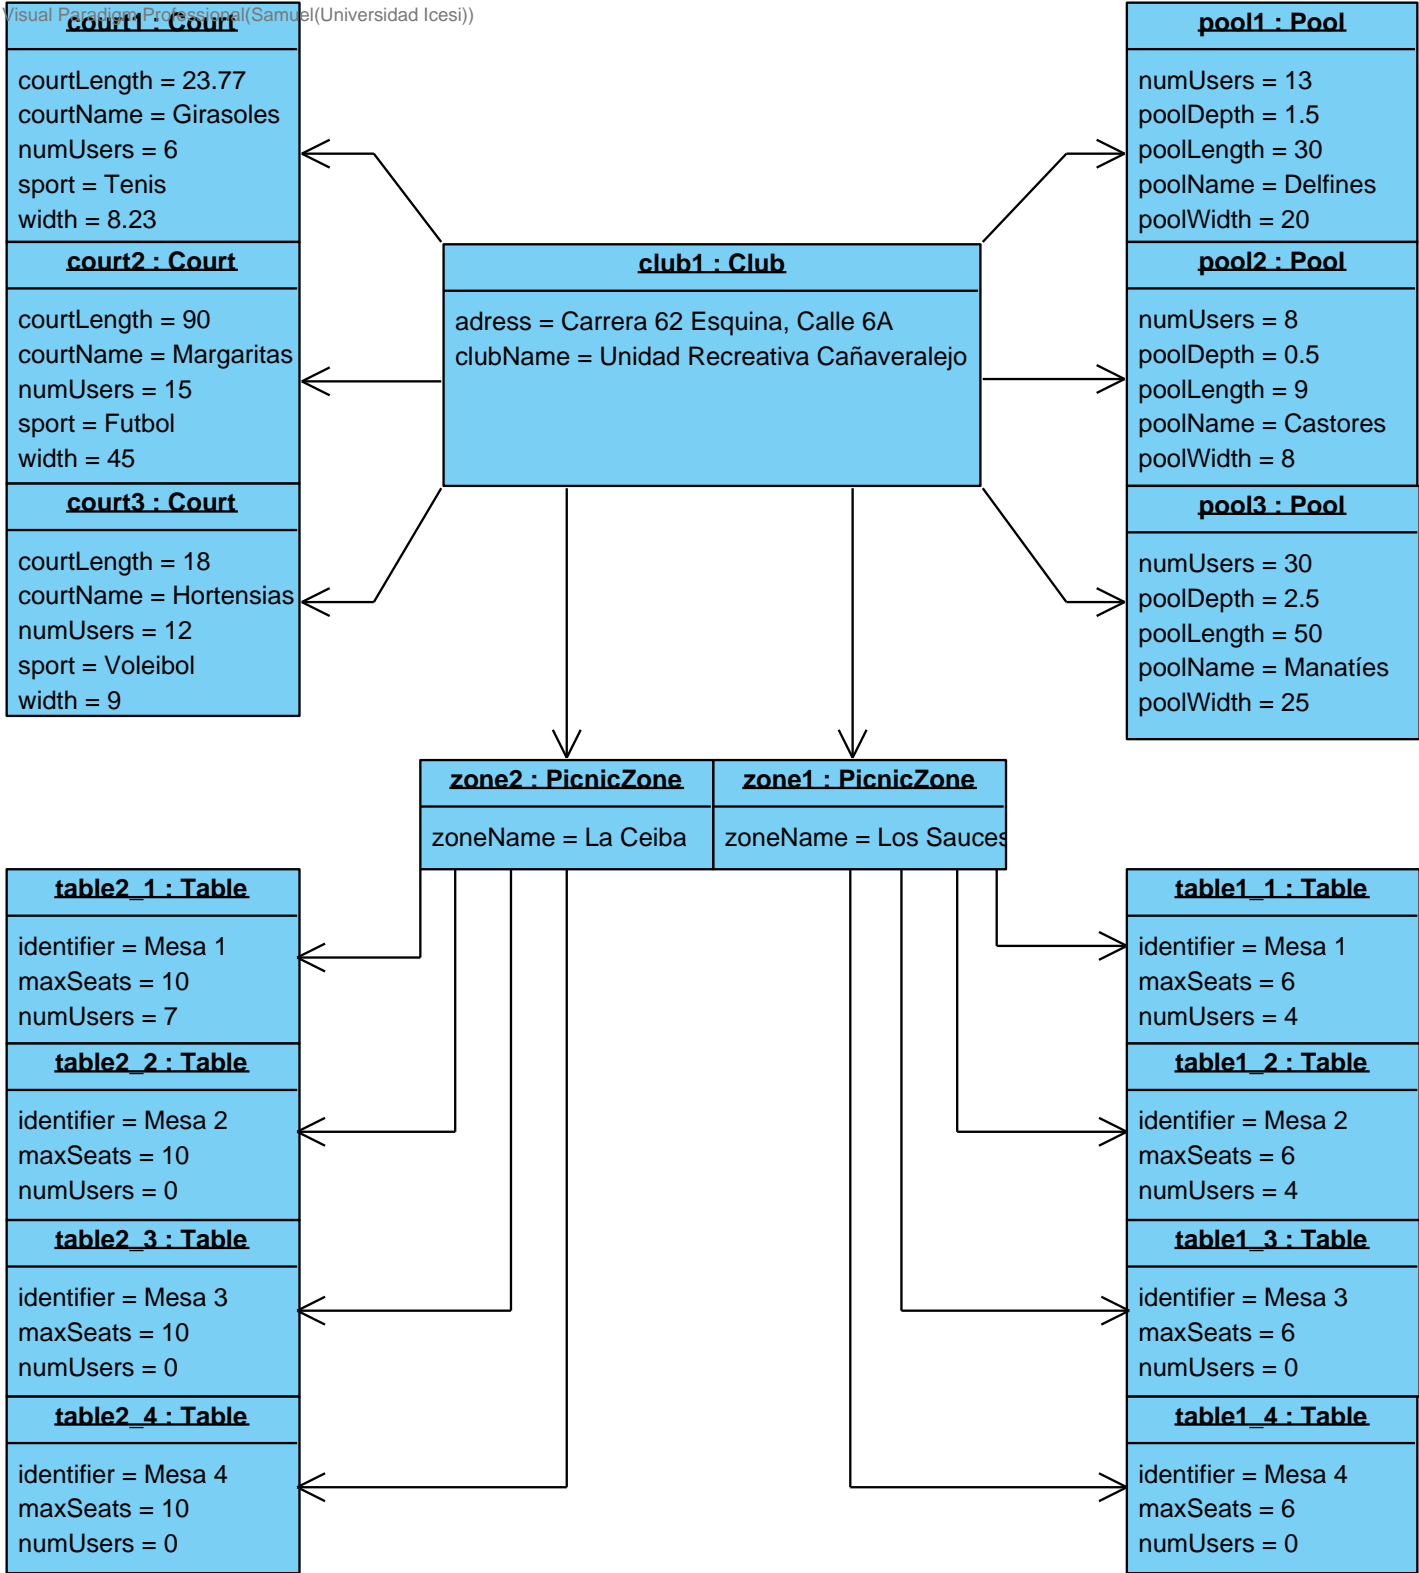 Visual Paradigm Professional(Samuel(Universidad Icesi))
court1 : Court
courtLength = 23.77
courtName = Girasoles
numUsers = 6
sport = Tenis
width = 8.23
court2 : Court
courtLength = 90
courtName = Margaritas
numUsers = 15
sport = Futbol
width = 45
court3 : Court
courtLength = 18
courtName = Hortensias
numUsers = 12
sport = Voleibol
width = 9
club1 : Club
adress = Carrera 62 Esquina, Calle 6A
clubName = Unidad Recreativa Cañaveralejo
pool1 : Pool
numUsers = 13
poolDepth = 1.5
poolLength = 30
poolName = Delfines
poolWidth = 20
pool2 : Pool
numUsers = 8
poolDepth = 0.5
poolLength = 9
poolName = Castores
poolWidth = 8
pool3 : Pool
numUsers = 30
poolDepth = 2.5
poolLength = 50
poolName = Manatíes
poolWidth = 25
zone2 : PicnicZone
zoneName = La Ceiba
zone1 : PicnicZone
zoneName = Los Sauces
table2_1 : Table
identifier = Mesa 1
maxSeats = 10
numUsers = 7
table2_2 : Table
identifier = Mesa 2
maxSeats = 10
numUsers = 0
table2_3 : Table
identifier = Mesa 3
maxSeats = 10
numUsers = 0
table2_4 : Table
identifier = Mesa 4
maxSeats = 10
numUsers = 0
table1_1 : Table
identifier = Mesa 1
maxSeats = 6
numUsers = 4
table1_2 : Table
identifier = Mesa 2
maxSeats = 6
numUsers = 4
table1_3 : Table
identifier = Mesa 3
maxSeats = 6
numUsers = 0
table1_4 : Table
identifier = Mesa 4
maxSeats = 6
numUsers = 0